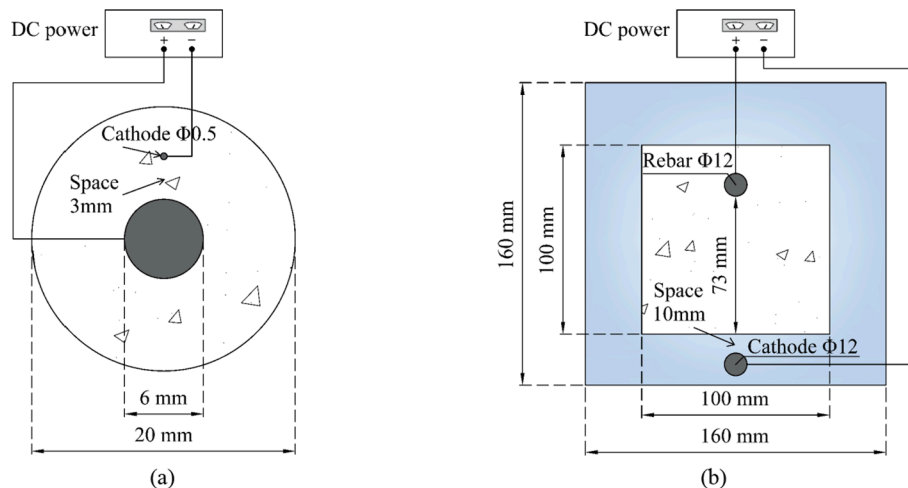 DC power
+ −
Cathode Φ0.5
Space
3mm
6 mm
20 mm
(a)
DC power
+ −
Rebar Φ12
160 mm
100 mm
73 mm
Space
10mm
Cathode Φ12
100 mm
160 mm
(b)